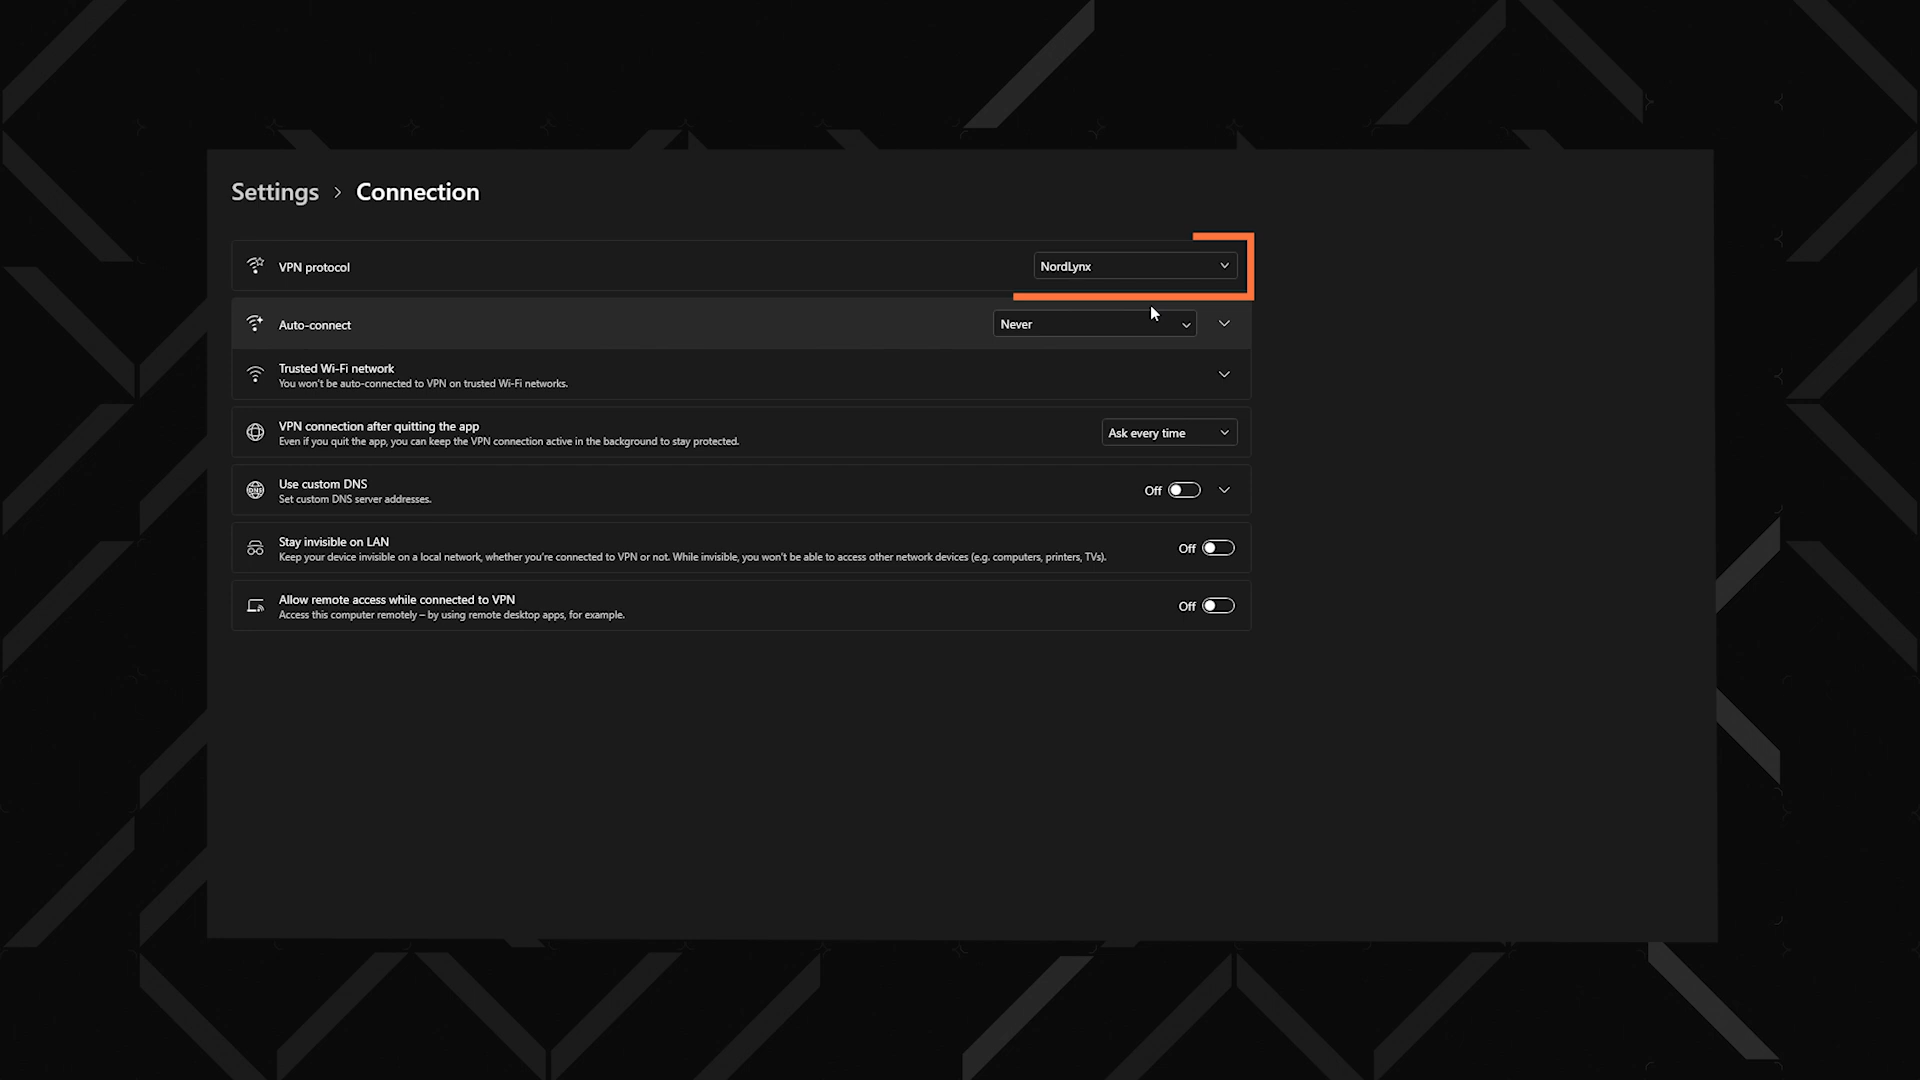 Settings > Connection
VPN protocol
NordLynx
Auto-connect
Never
Trusted Wi-Fi network
You won't be auto-connected to VPN on trusted Wi-Fi networks.
VPN connection after quitting the app
Even if you quit the app, you can keep the VPN connection active in the background to stay protected.
Ask every time
DNS
Use custom DNS
Set custom DNS server addresses.
Off
Stay invisible on LAN
Keep your device invisible on a local network, whether you're connected to VPN or not. While invisible, you won't be able to access other network devices (e.g. computers, printers, TVs).
Off
Allow remote access while connected to VPN
Access this computer remotely – by using remote desktop apps, for example.
Off